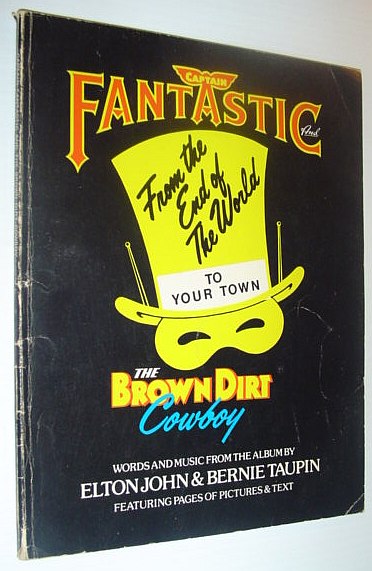 CAPTAIN
FANTASTIC
And
From the
End of
The World
TO
YOUR TOWN
THE
BROWN DIRT
Cowboy
WORDS AND MUSIC FROM THE ALBUM BY
ELTON JOHN & BERNIE TAUPIN
FEATURING PAGES OF PICTURES & TEXT